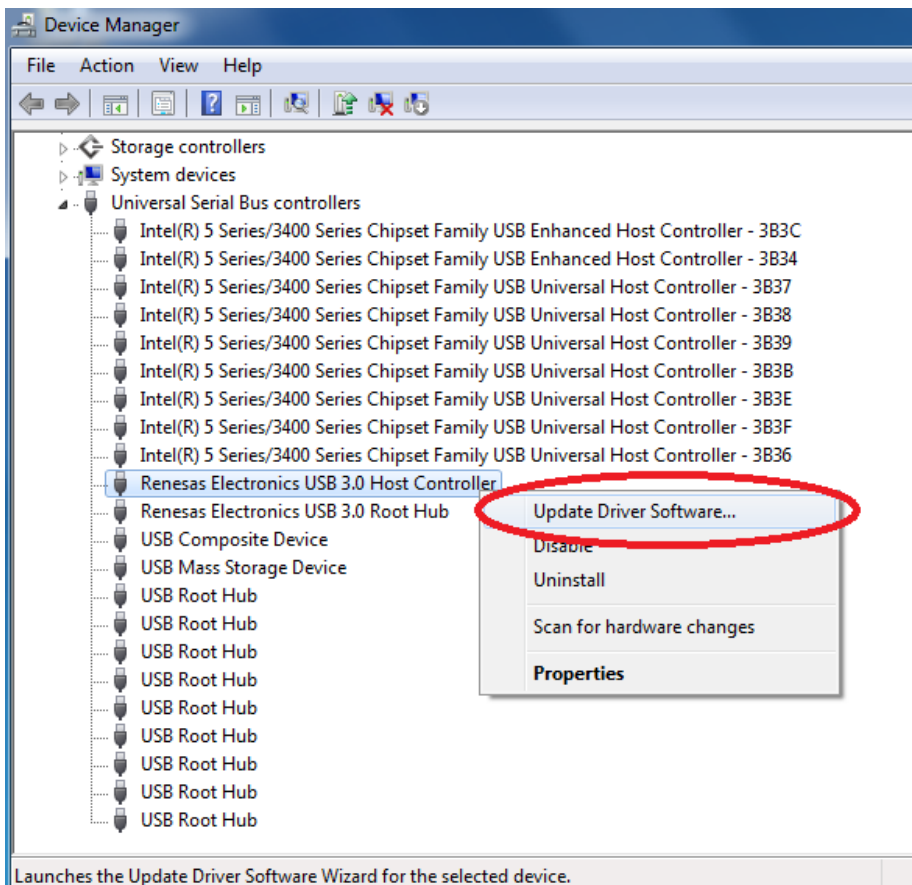 Device Manager
File Action View Help
Storage controllers
System devices
Universal Serial Bus controllers
Intel(R) 5 Series/3400 Series Chipset Family USB Enhanced Host Controller - 3B3C
Intel(R) 5 Series/3400 Series Chipset Family USB Enhanced Host Controller - 3B34
Intel(R) 5 Series/3400 Series Chipset Family USB Universal Host Controller - 3B37
Intel(R) 5 Series/3400 Series Chipset Family USB Universal Host Controller - 3B38
Intel(R) 5 Series/3400 Series Chipset Family USB Universal Host Controller - 3B39
Intel(R) 5 Series/3400 Series Chipset Family USB Universal Host Controller - 3B3B
Intel(R) 5 Series/3400 Series Chipset Family USB Universal Host Controller - 3B3E
Intel(R) 5 Series/3400 Series Chipset Family USB Universal Host Controller - 3B3F
Intel(R) 5 Series/3400 Series Chipset Family USB Universal Host Controller - 3B36
Renesas Electronics USB 3.0 Host Controller
Renesas Electronics USB 3.0 Root Hub
USB Composite Device
USB Mass Storage Device
USB Root Hub
USB Root Hub
USB Root Hub
USB Root Hub
USB Root Hub
USB Root Hub
USB Root Hub
USB Root Hub
USB Root Hub
Update Driver Software...
Disable
Uninstall
Scan for hardware changes
Properties
Launches the Update Driver Software Wizard for the selected device.